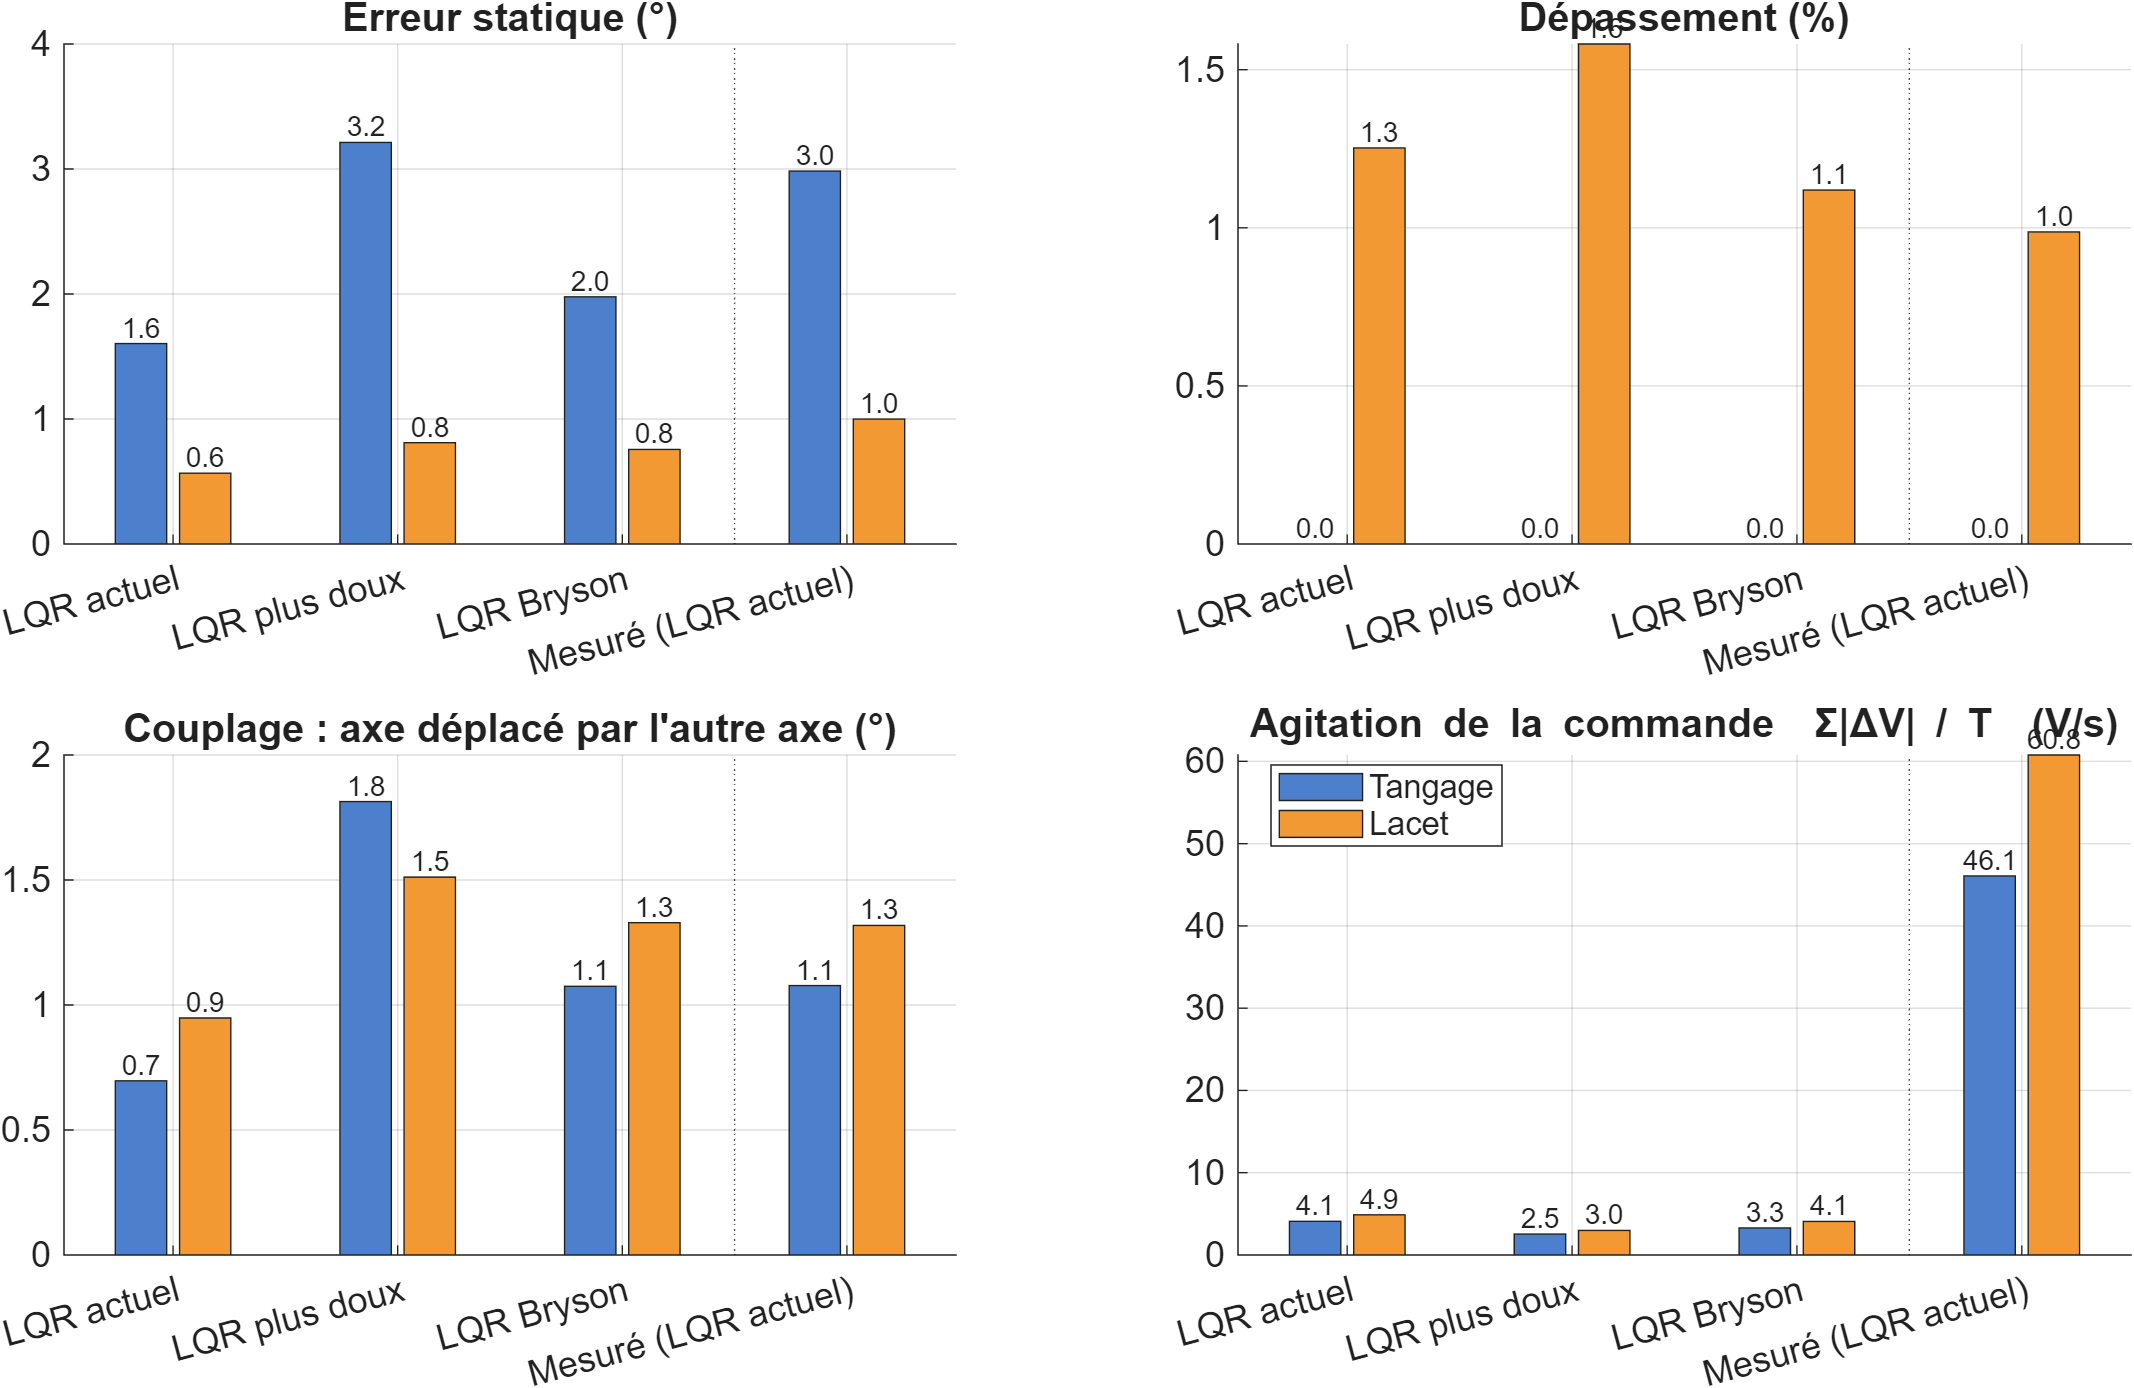 Erreur statique (°)
4
3
2
1
0
1.6
0.6
3.2
0.8
2.0
0.8
3.0
1.0
LQR actuel
LQR plus doux
LQR Bryson
Mesuré (LQR actuel)
Dépassement (%)
1.5
1
0.5
0
0.0
1.3
0.0
1.6
0.0
1.1
0.0
1.0
LQR actuel
LQR plus doux
LQR Bryson
Mesuré (LQR actuel)
Couplage : axe déplacé par l'autre axe (°)
2
1.5
1
0.5
0
0.7
0.9
1.8
1.5
1.1
1.3
1.1
1.3
LQR actuel
LQR plus doux
LQR Bryson
Mesuré (LQR actuel)
Agitation de la commande Σ|ΔV| / T (V/s)
60
50
40
30
20
10
0
Tangage
Lacet
4.1
4.9
2.5
3.0
3.3
4.1
46.1
60.8
LQR actuel
LQR plus doux
LQR Bryson
Mesuré (LQR actuel)